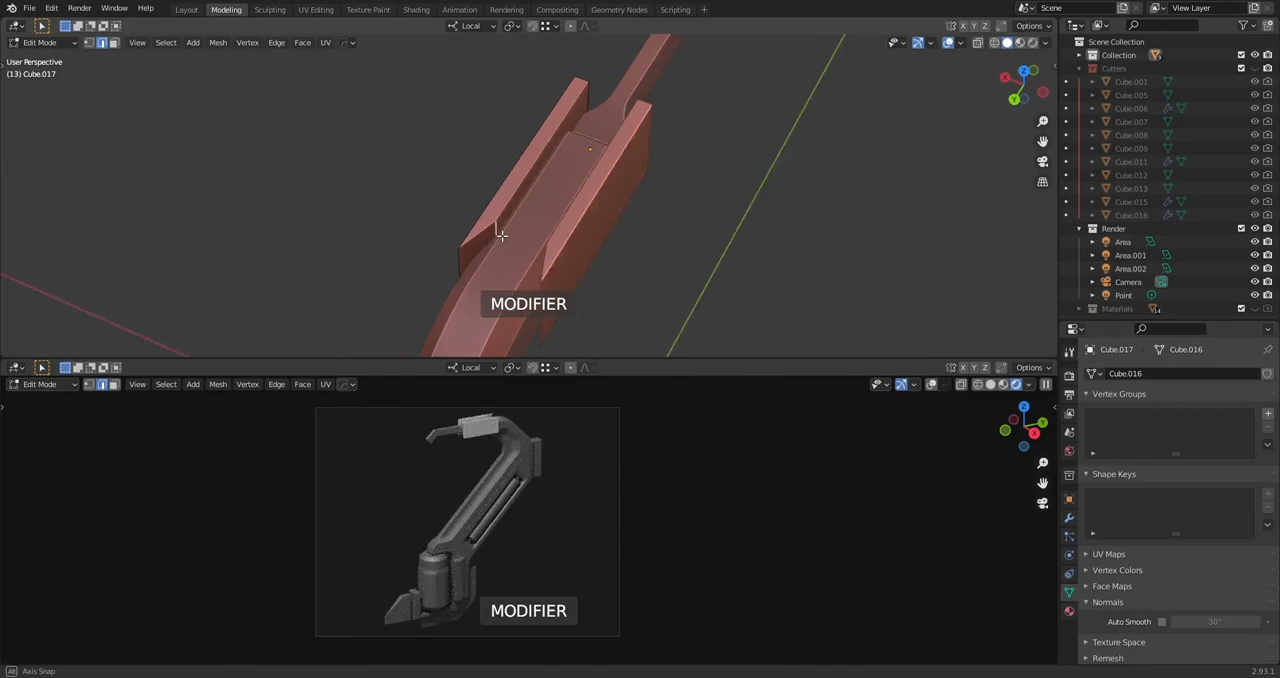 File Edit Render Window Help Layout Modeling Sculpting UV Editing Texture Paint Shading Animation Rendering Compositing Geometry Nodes Scripting + Scene View Layer
Local X Y Z Options
Edit Mode View Select Add Mesh Vertex Edge Face UV
User Perspective
(13) Cube.017
X
Z
Y
MODIFIER
Scene Collection
Collection
Cutters
Cube.001
Cube.005
Cube.006
Cube.007
Cube.008
Cube.009
Cube.011
Cube.012
Cube.013
Cube.015
Cube.016
Render
Area
Area.001
Area.002
Camera
Point
Materials 14
Local X Y Z Options
Edit Mode View Select Add Mesh Vertex Edge Face UV
Z
Y
X
MODIFIER
Cube.017 Cube.016
Cube.016
Vertex Groups
Shape Keys
UV Maps
Vertex Colors
Face Maps
Normals
Auto Smooth 30°
Texture Space
Remesh
Alt Axis Snap 2.93.1